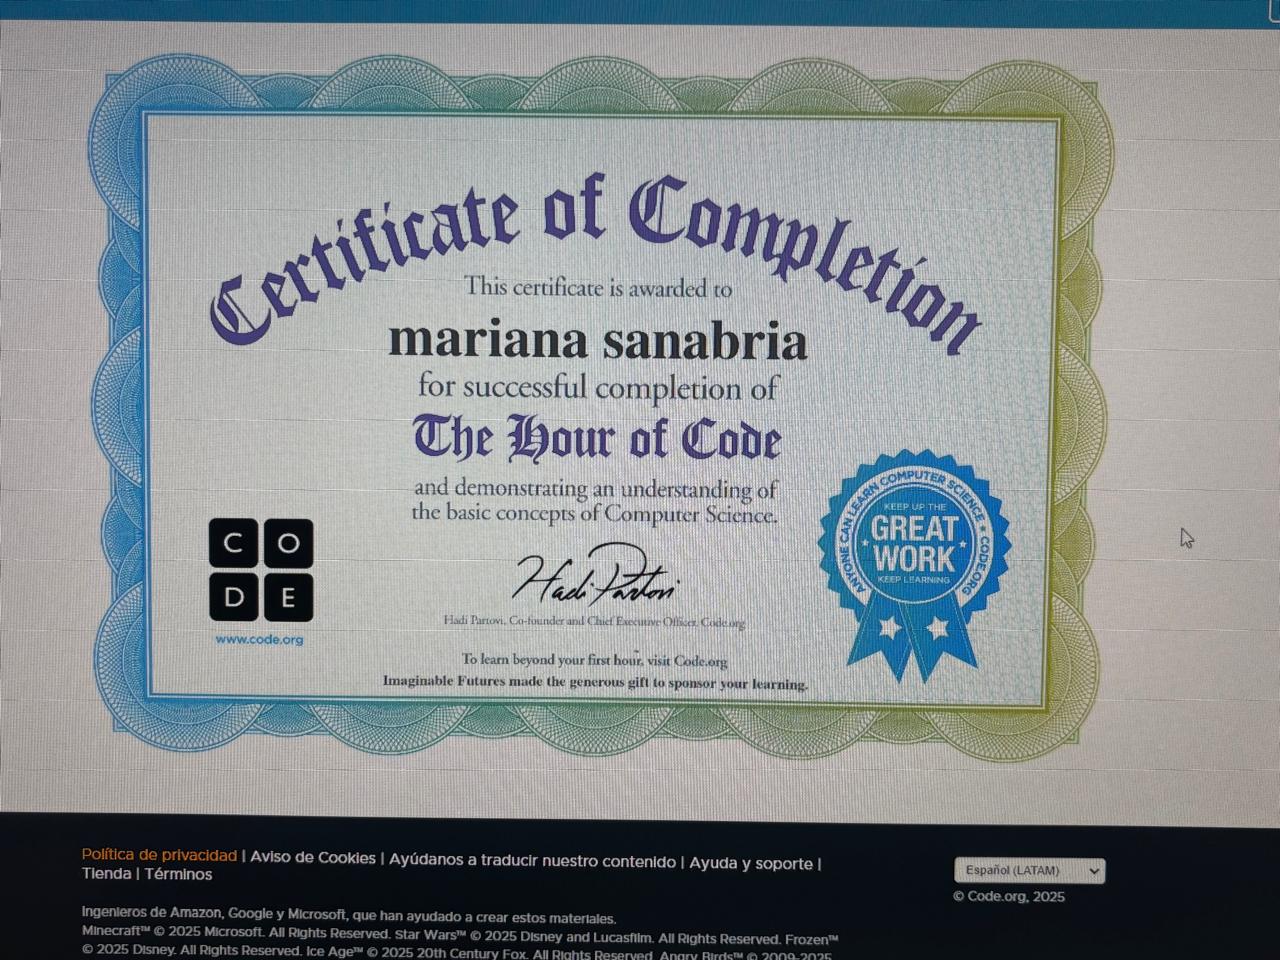 Certificate of Completion
This certificate is awarded to
mariana sanabria
for successful completion of
The Hour of Code
and demonstrating an understanding of
the basic concepts of Computer Science.
C O
D E
www.code.org
Hadi Partovi
Hadi Partovi, Co-founder and Chief Executive Officer, Code.org
To learn beyond your first hour, visit Code.org
Imaginable Futures made the generous gift to sponsor your learning.
ANYONE CAN LEARN COMPUTER SCIENCE ★ CODE.ORG
KEEP UP THE
GREAT
WORK
KEEP LEARNING
Política de privacidad | Aviso de Cookies | Ayúdanos a traducir nuestro contenido | Ayuda y soporte |
Tienda | Términos
Español (LATAM)
© Code.org, 2025
Ingenieros de Amazon, Google y Microsoft, que han ayudado a crear estos materiales.
Minecraft™ © 2025 Microsoft. All Rights Reserved. Star Wars™ © 2025 Disney and Lucasfilm. All Rights Reserved. Frozen™
© 2025 Disney. All Rights Reserved. Ice Age™ © 2025 20th Century Fox. All Rights Reserved. Angry Birds™ © 2009-2025